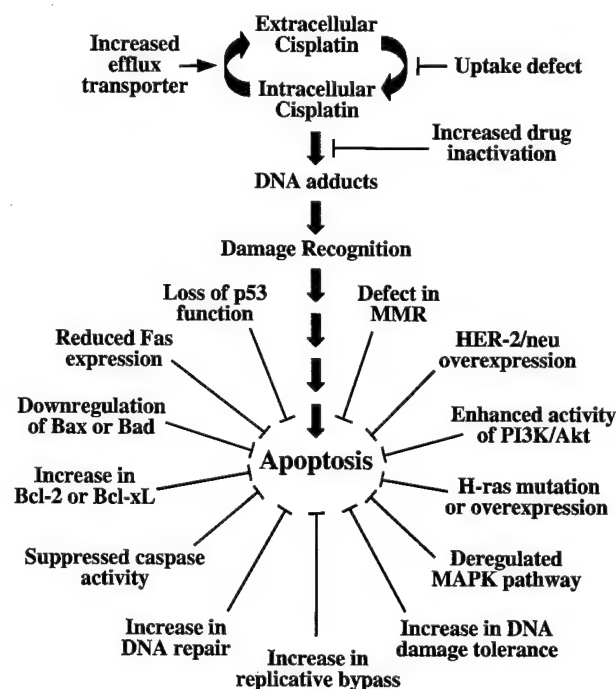 Extracellular
Cisplatin
Increased
efflux
transporter
Uptake defect
Intracellular
Cisplatin
Increased drug
inactivation
DNA adducts
Damage Recognition
Loss of p53
function
Defect in
MMR
Reduced Fas
expression
HER-2/neu
overexpression
Downregulation
of Bax or Bad
Enhanced activity
of PI3K/Akt
Apoptosis
Increase in
Bcl-2 or Bcl-xL
H-ras mutation
or overexpression
Suppressed caspase
activity
Deregulated
MAPK pathway
Increase in
DNA repair
Increase in
replicative bypass
Increase in DNA
damage tolerance